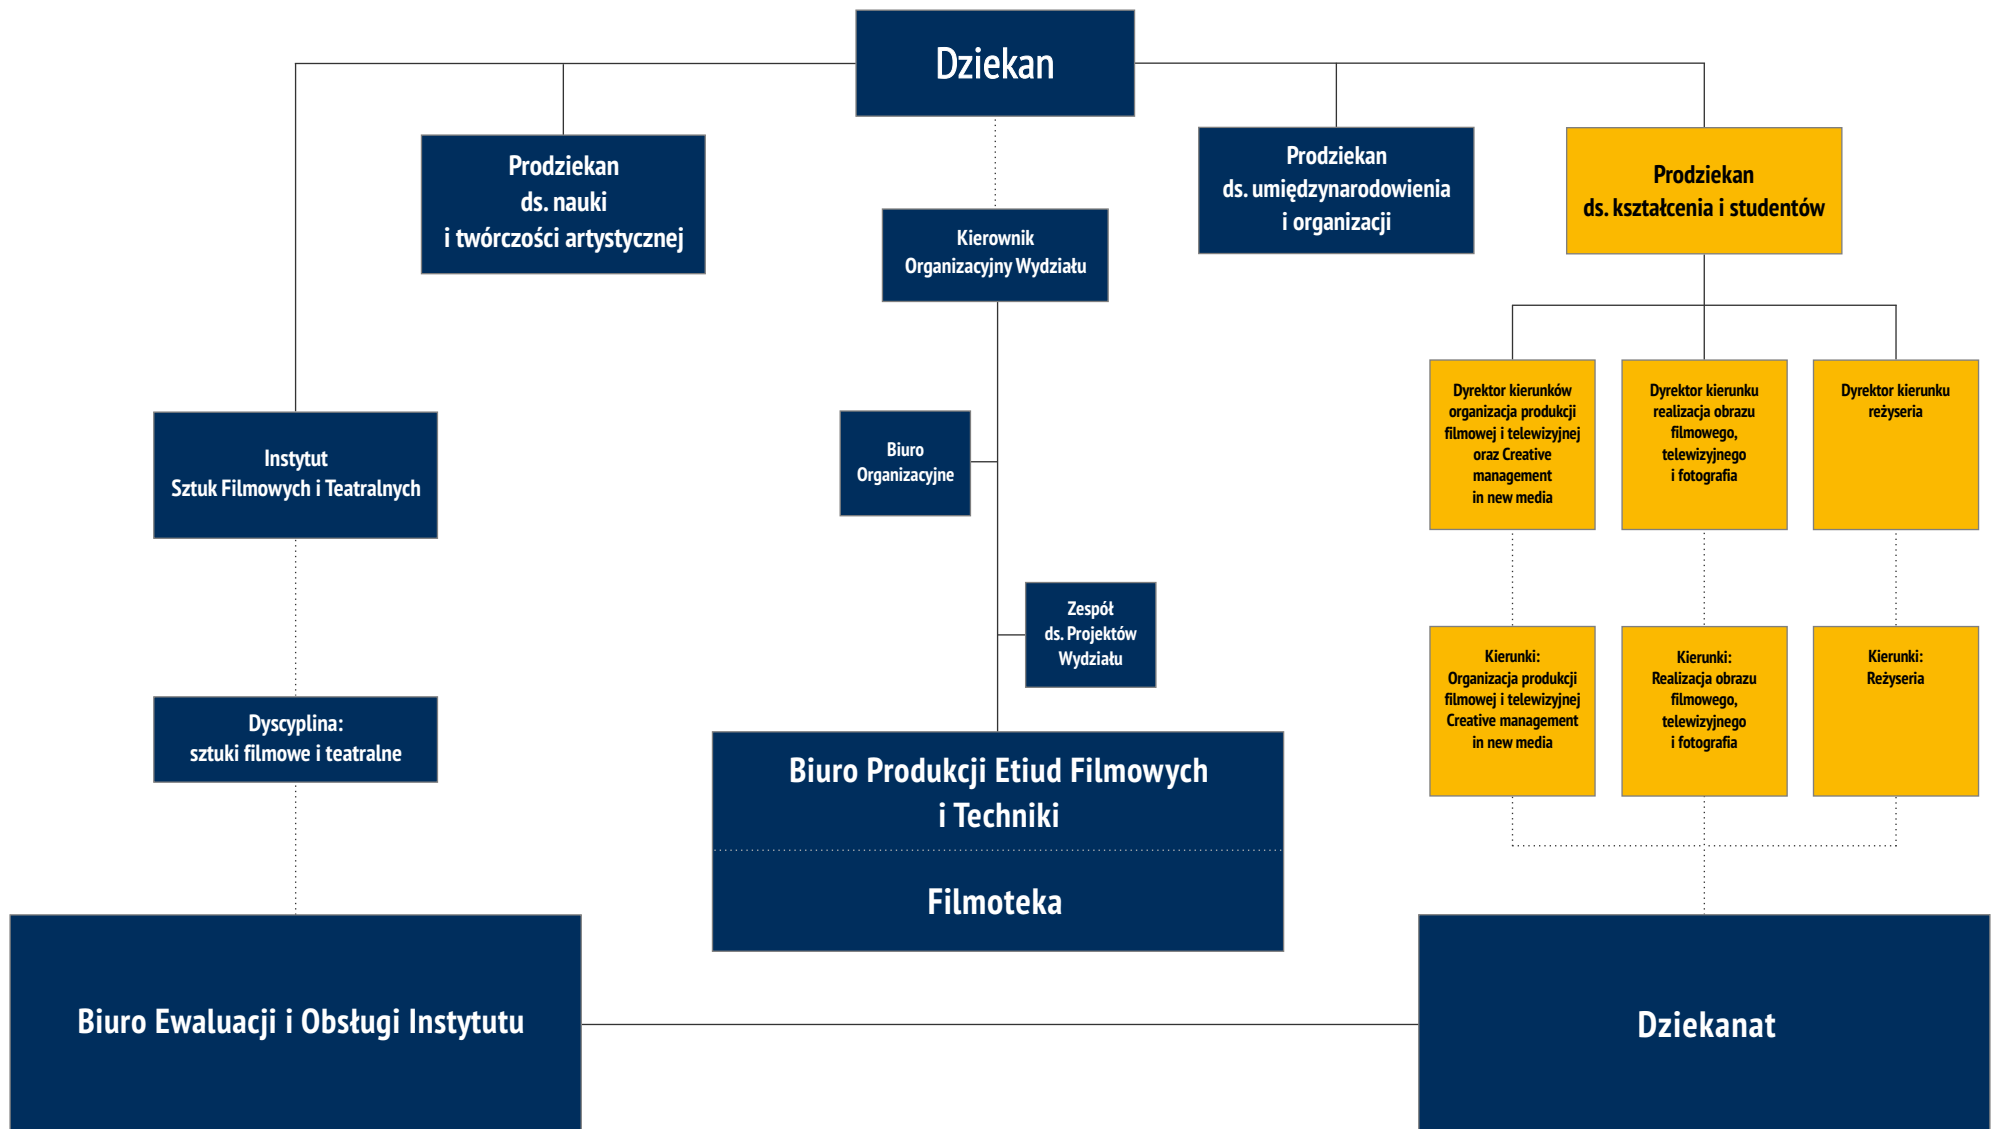 Dziekan
Prodziekan
ds. nauki
i twórczości artystycznej
Kierownik
Organizacyjny Wydziału
Prodziekan
ds. umiędzynarodowienia
i organizacji
Prodziekan
ds. kształcenia i studentów
Dyrektor kierunków
organizacja produkcji
filmowej i telewizyjnej
oraz Creative
management
in new media
Dyrektor kierunku
realizacja obrazu
filmowego,
telewizyjnego
i fotografia
Dyrektor kierunku
reżyseria
Instytut
Sztuk Filmowych i Teatralnych
Biuro
Organizacyjne
Zespół
ds. Projektów
Wydziału
Kierunki:
Organizacja produkcji
filmowej i telewizyjnej
Creative management
in new media
Kierunki:
Realizacja obrazu
filmowego,
telewizyjnego
i fotografia
Kierunki:
Reżyseria
Dyscyplina:
sztuki filmowe i teatralne
Biuro Produkcji Etiud Filmowych
i Techniki
Filmoteka
Biuro Ewaluacji i Obsługi Instytutu
Dziekanat